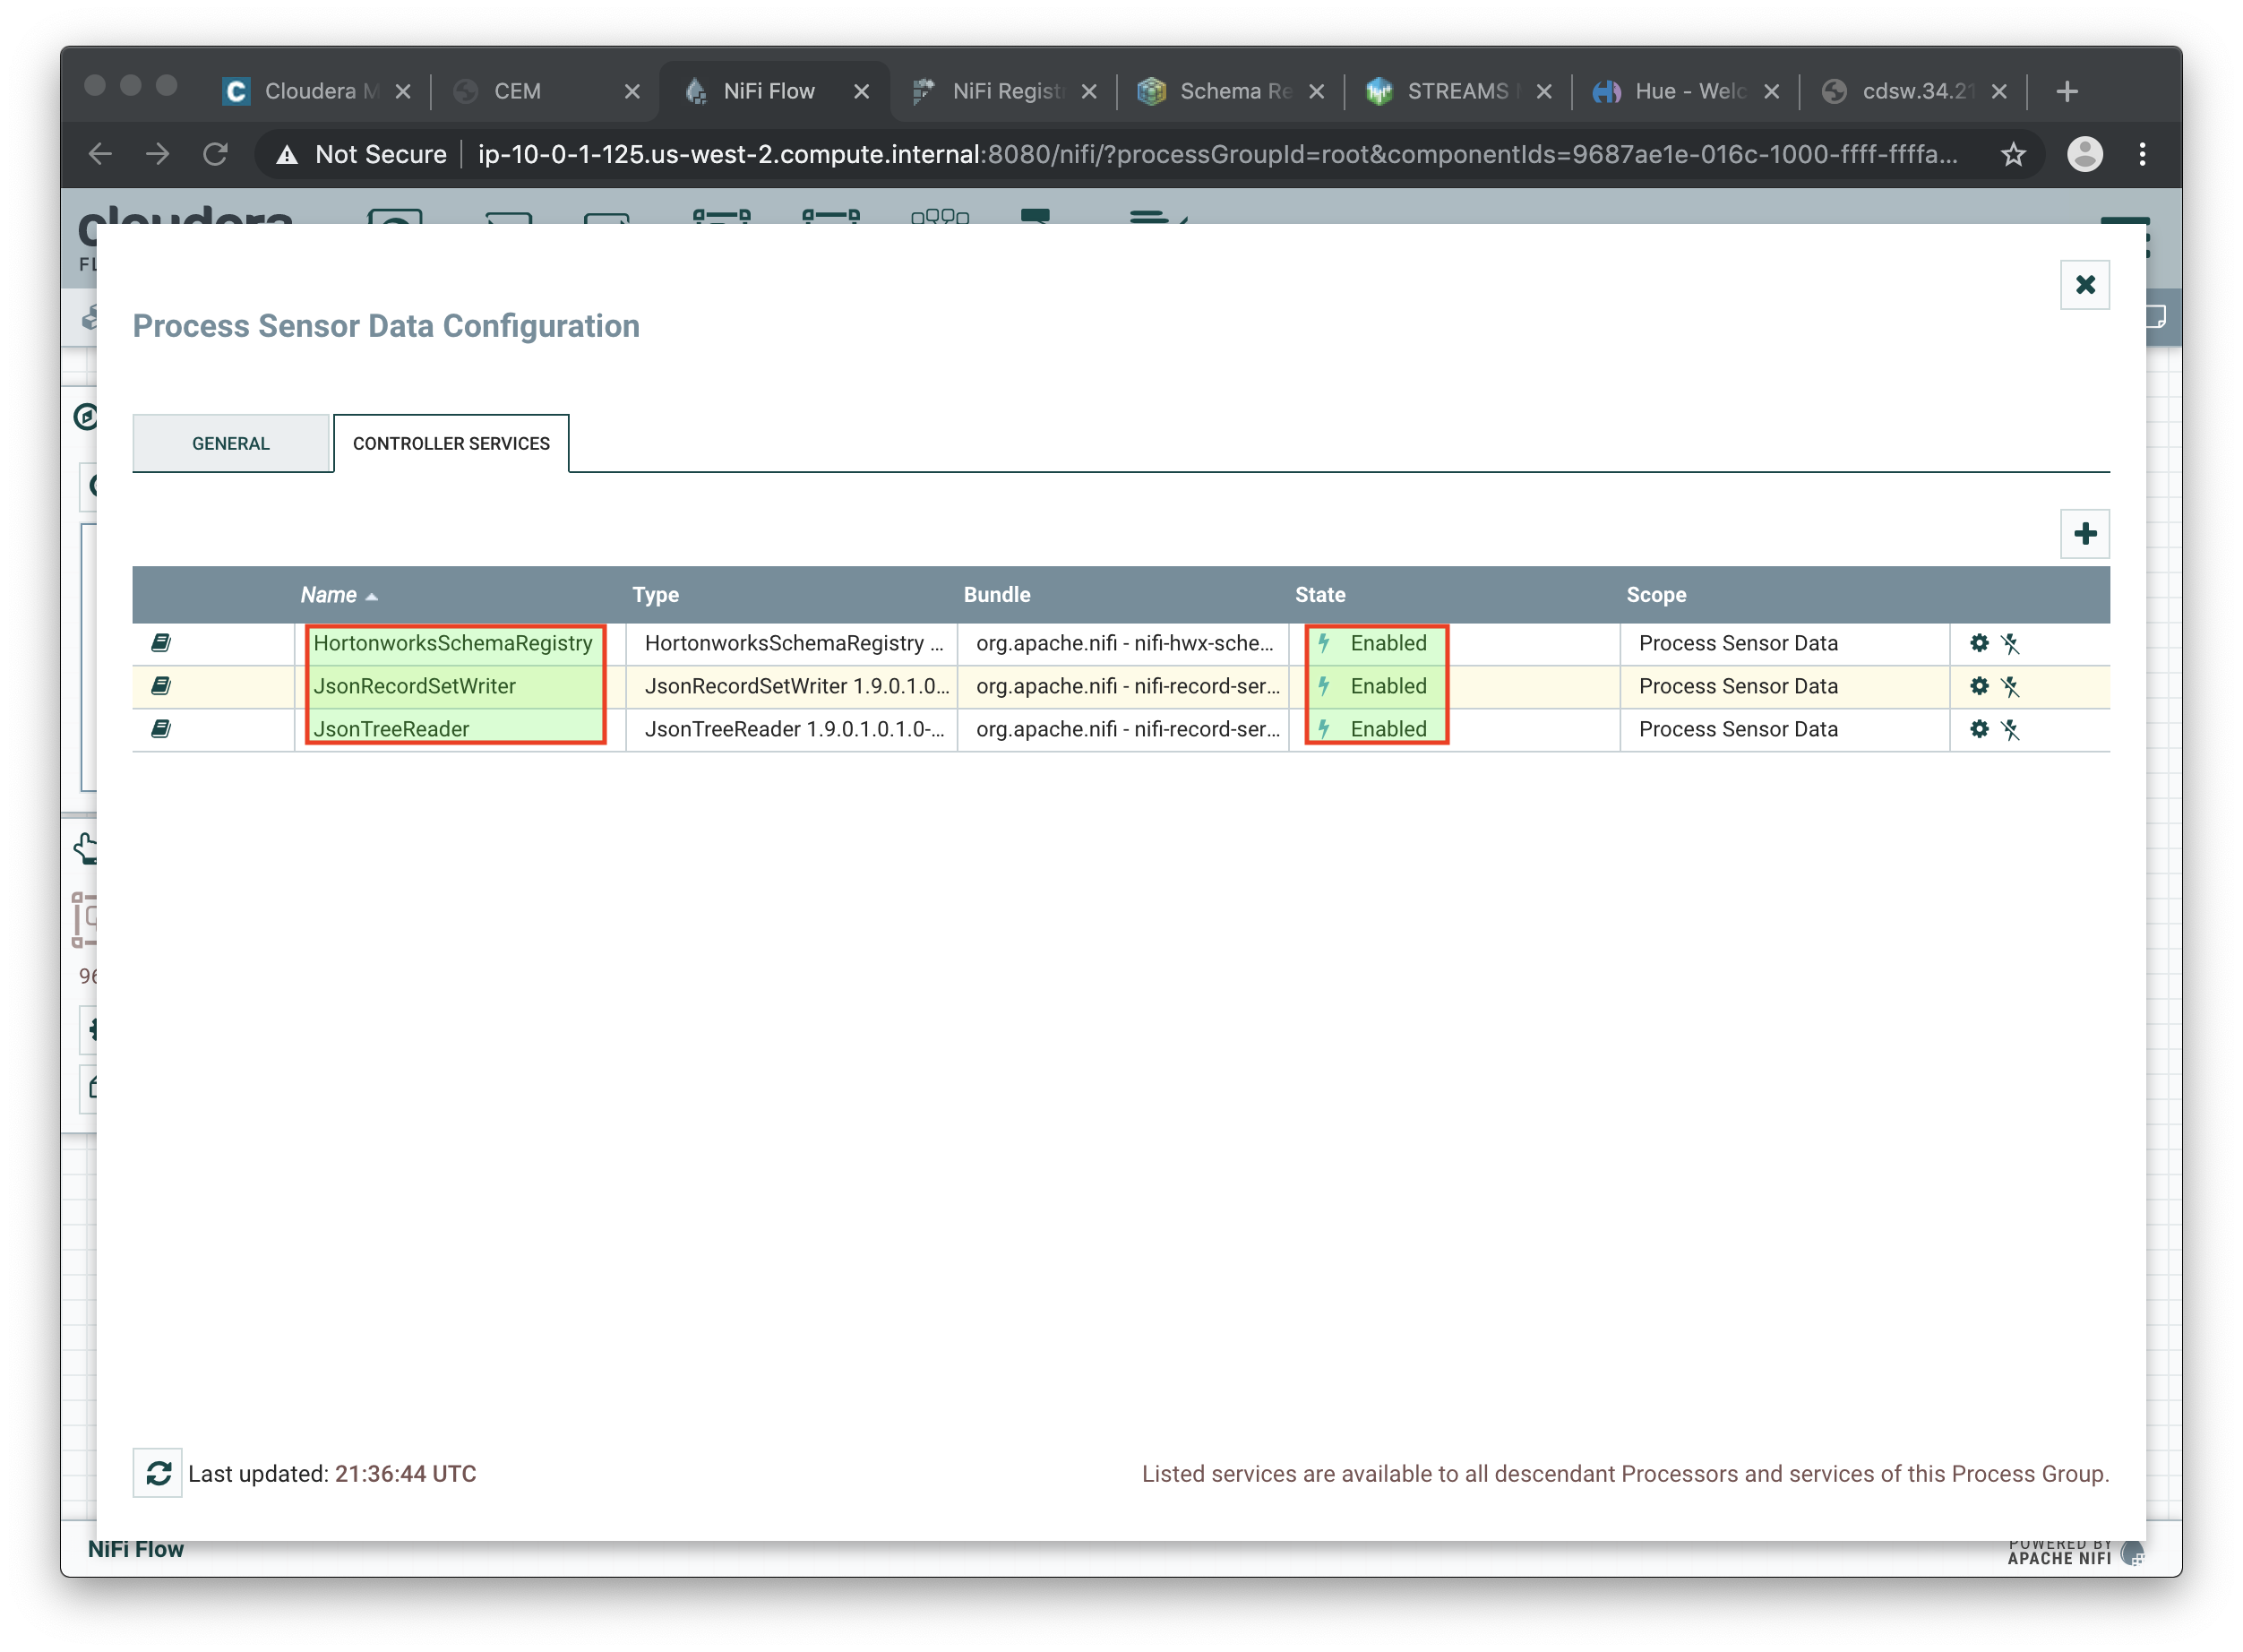 Cloudera M
CEM
NiFi Flow
NiFi Regist
Schema Re
STREAMS
Hue - Welc
cdsw.34.21
Not Secure
ip-10-0-1-125.us-west-2.compute.internal:8080/nifi/?processGroupId=root&componentIds=9687ae1e-016c-1000-ffff-ffffa...
cloudera
FL
Process Sensor Data Configuration
GENERAL
CONTROLLER SERVICES
Name Type Bundle State Scope
HortonworksSchemaRegistry HortonworksSchemaRegistry ... org.apache.nifi - nifi-hwx-sche... Enabled Process Sensor Data
JsonRecordSetWriter JsonRecordSetWriter 1.9.0.1.0... org.apache.nifi - nifi-record-ser... Enabled Process Sensor Data
JsonTreeReader JsonTreeReader 1.9.0.1.0.1.0-... org.apache.nifi - nifi-record-ser... Enabled Process Sensor Data
96
Last updated: 21:36:44 UTC
Listed services are available to all descendant Processors and services of this Process Group.
NiFi Flow
POWERED BY
APACHE NIFI